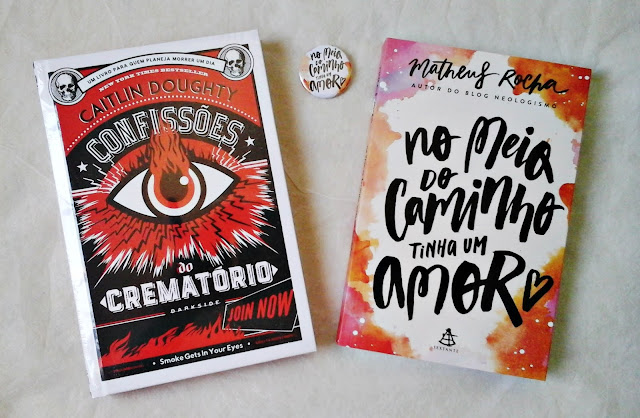 UM LIVRO PARA QUEM PLANEJA MORRER UM DIA
NEW YORK TIMES BESTSELLER
CAITLIN DOUGHTY
CONFISSÕES
DO
CREMATÓRIO
DARKSIDE
JOIN NOW
Smoke Gets In Your Eyes
No Meio
do
Caminho
tinha um
Amor
Matheus Rocha
AUTOR DO BLOG NEOLOGISMO
No Meio
do
Caminho
tinha um
Amor
SEXTANTE